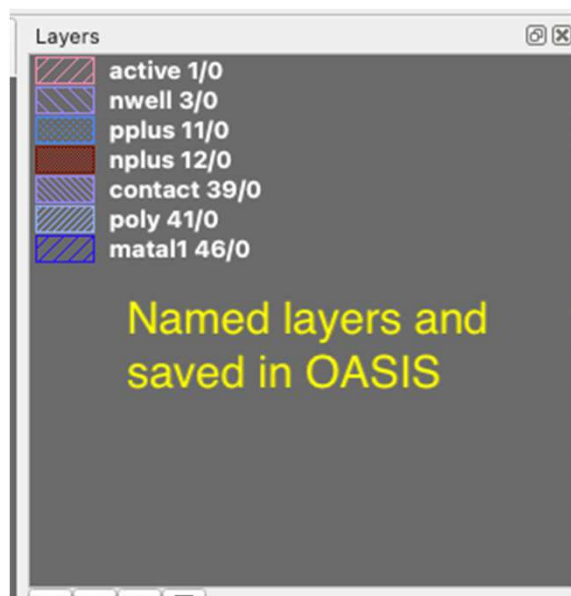 Layers
active 1/0
nwell 3/0
pplus 11/0
nplus 12/0
contact 39/0
poly 41/0
matal1 46/0
Named layers and
saved in OASIS